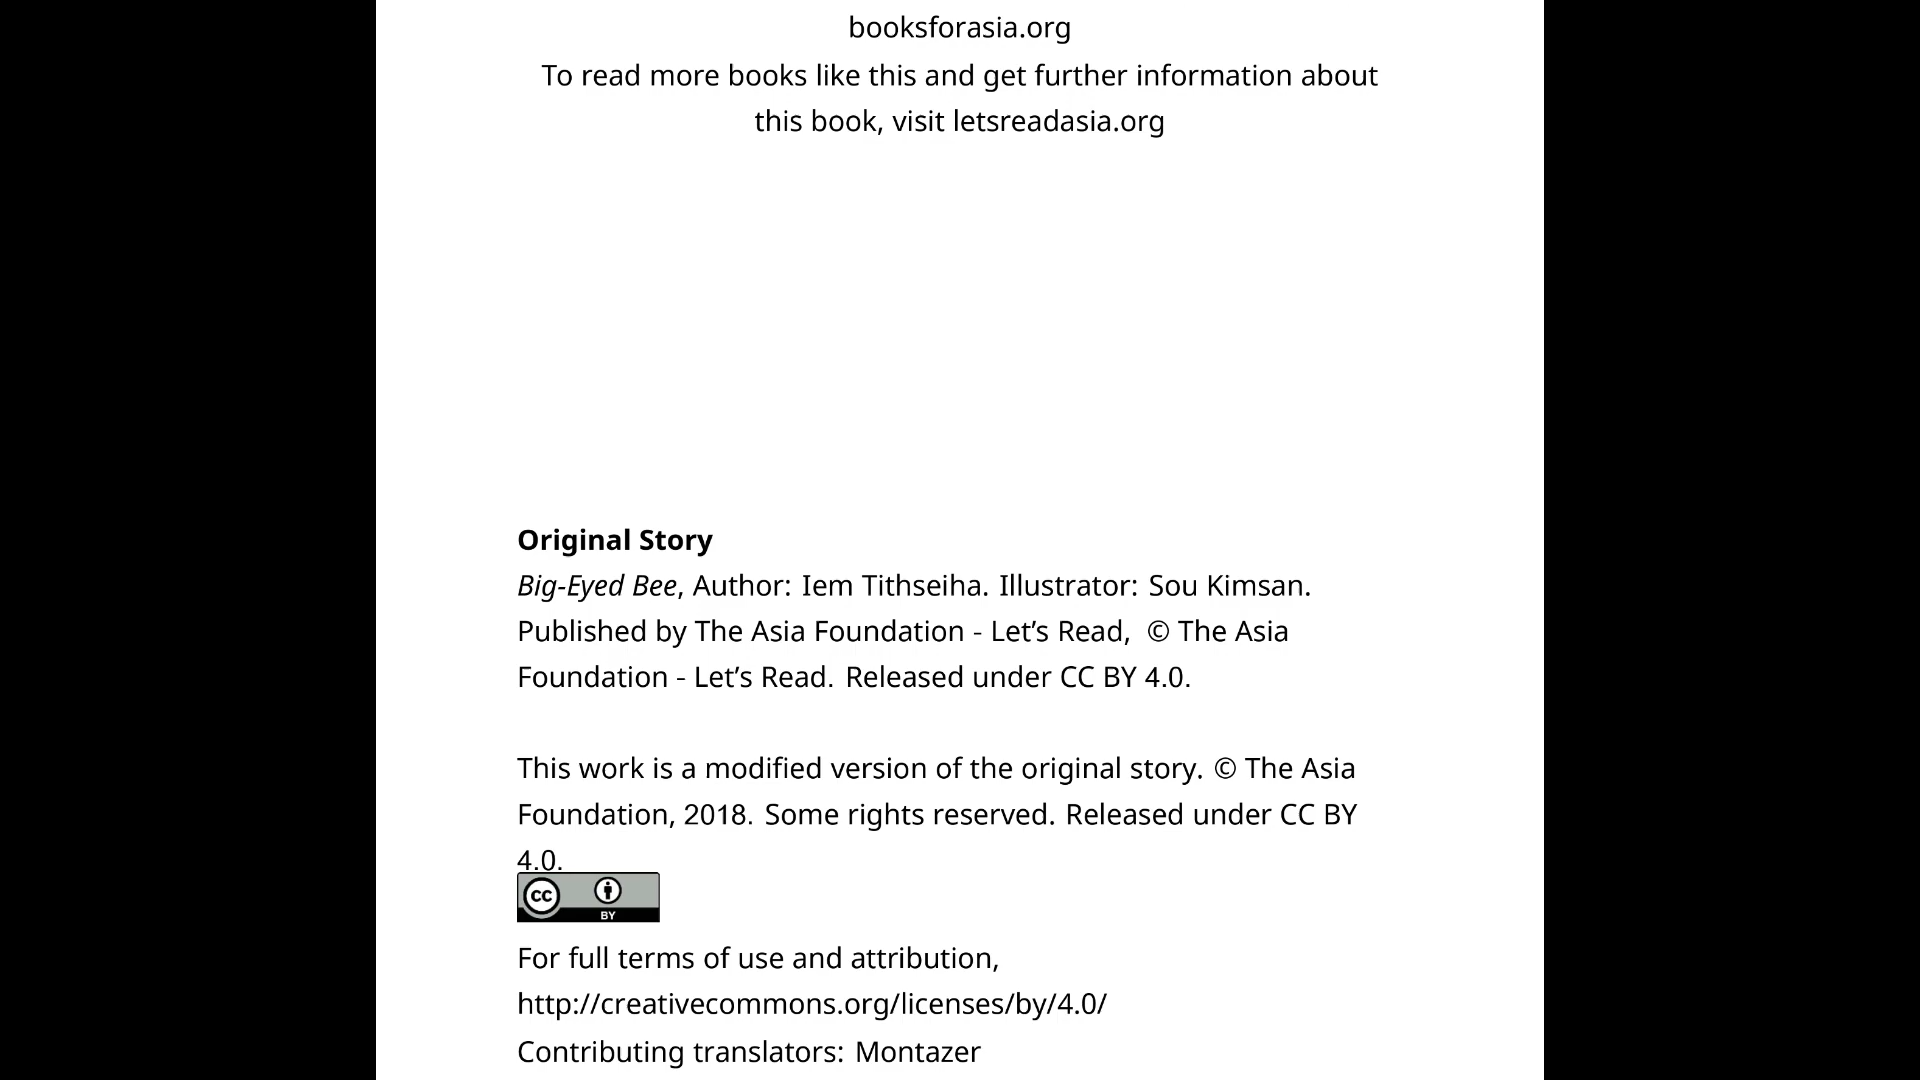 booksforasia.org
To read more books like this and get further information about
this book, visit letsreadasia.org
Original Story
Big-Eyed Bee, Author: Iem Tithseiha. Illustrator: Sou Kimsan.
Published by The Asia Foundation - Let’s Read,  © The Asia
Foundation - Let’s Read. Released under CC BY 4.0.
This work is a modified version of the original story. © The Asia
Foundation, 2018. Some rights reserved. Released under CC BY
4.0.
cc
BY
For full terms of use and attribution,
http://creativecommons.org/licenses/by/4.0/
Contributing translators: Montazer